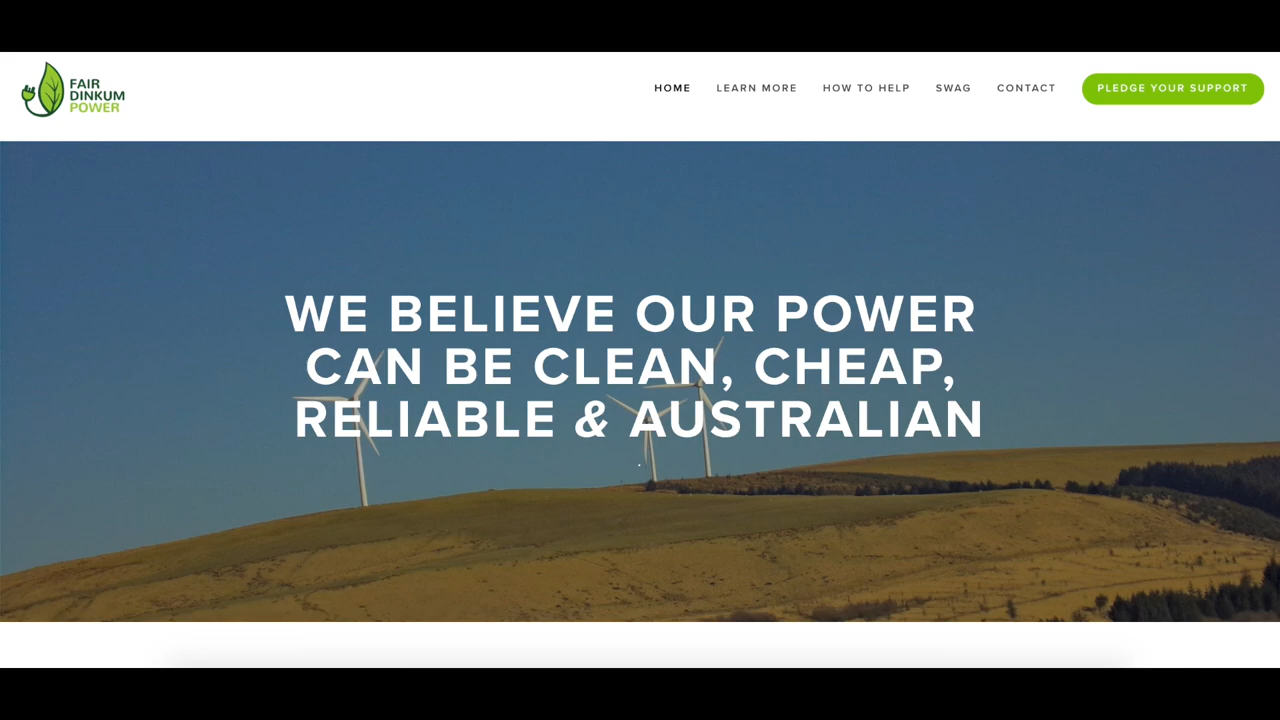 FAIR
DINKUM
POWER
HOME LEARN MORE HOW TO HELP SWAG CONTACT PLEDGE YOUR SUPPORT
WE BELIEVE OUR POWER
CAN BE CLEAN, CHEAP,
RELIABLE & AUSTRALIAN